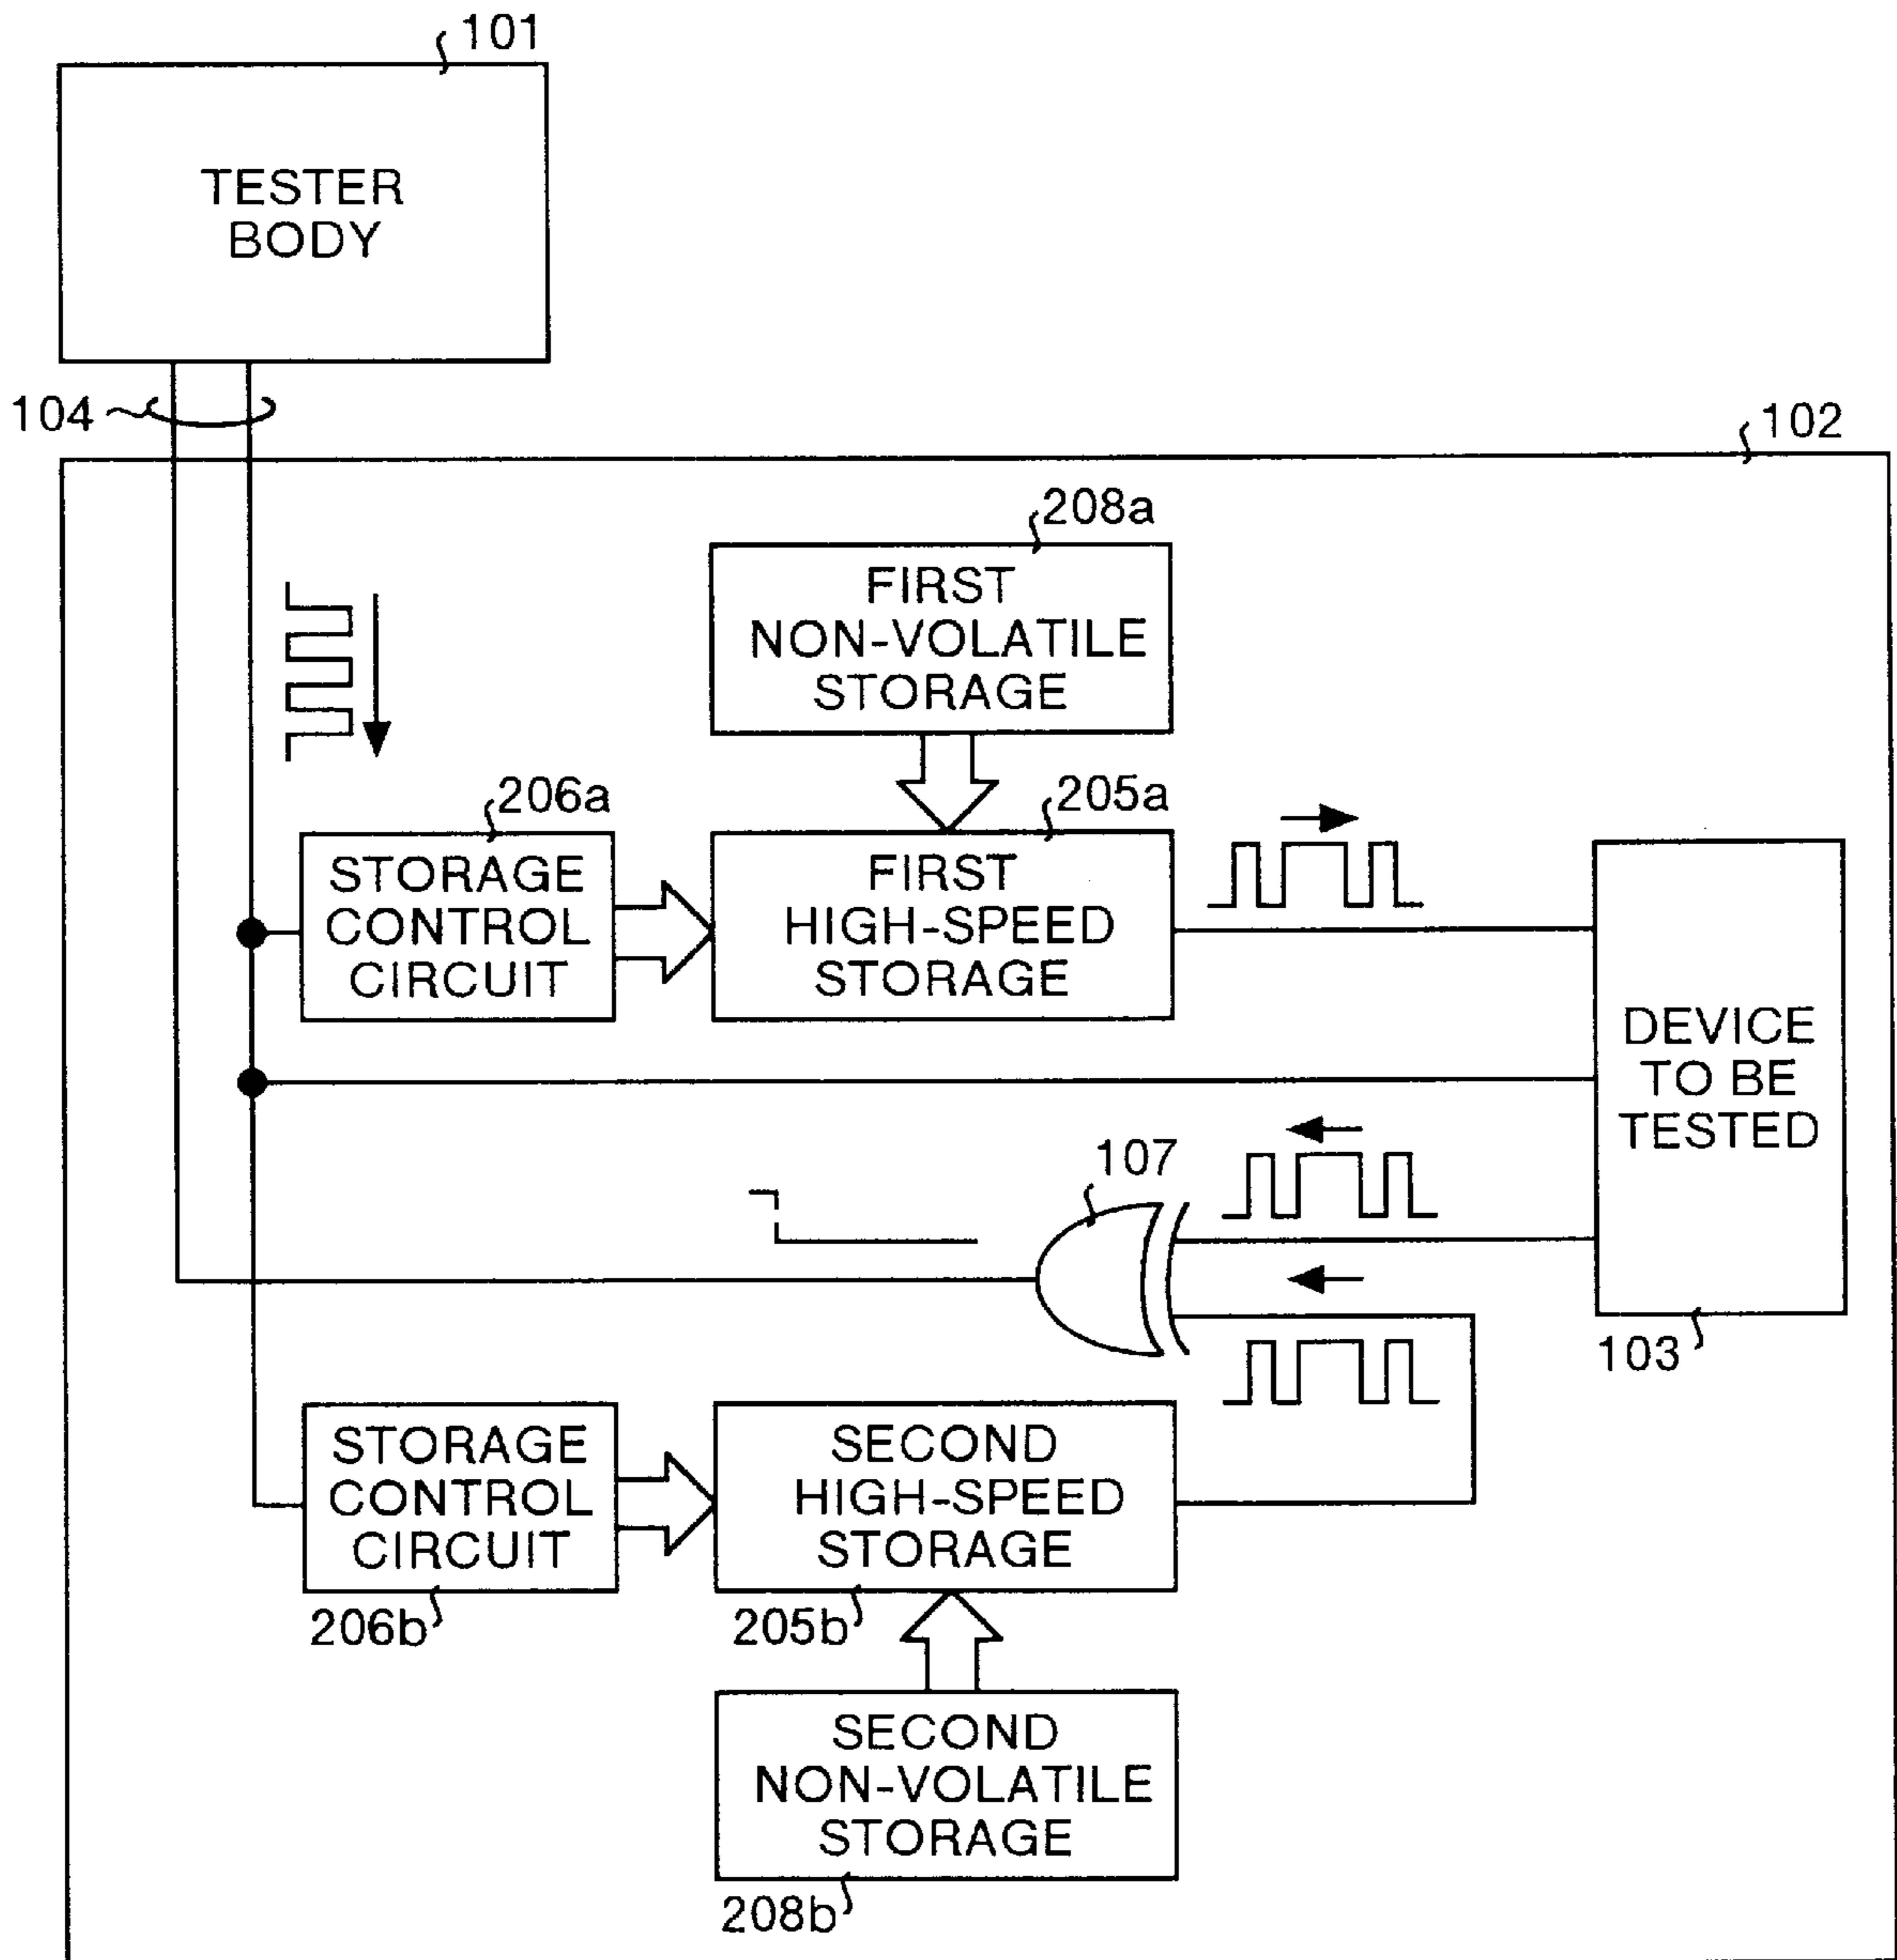 101
TESTER
BODY
104
102
208a
FIRST
NON-VOLATILE
STORAGE
206a
205a
STORAGE
CONTROL
CIRCUIT
FIRST
HIGH-SPEED
STORAGE
DEVICE
TO BE
TESTED
107
103
STORAGE
CONTROL
CIRCUIT
SECOND
HIGH-SPEED
STORAGE
206b
205b
SECOND
NON-VOLATILE
STORAGE
208b